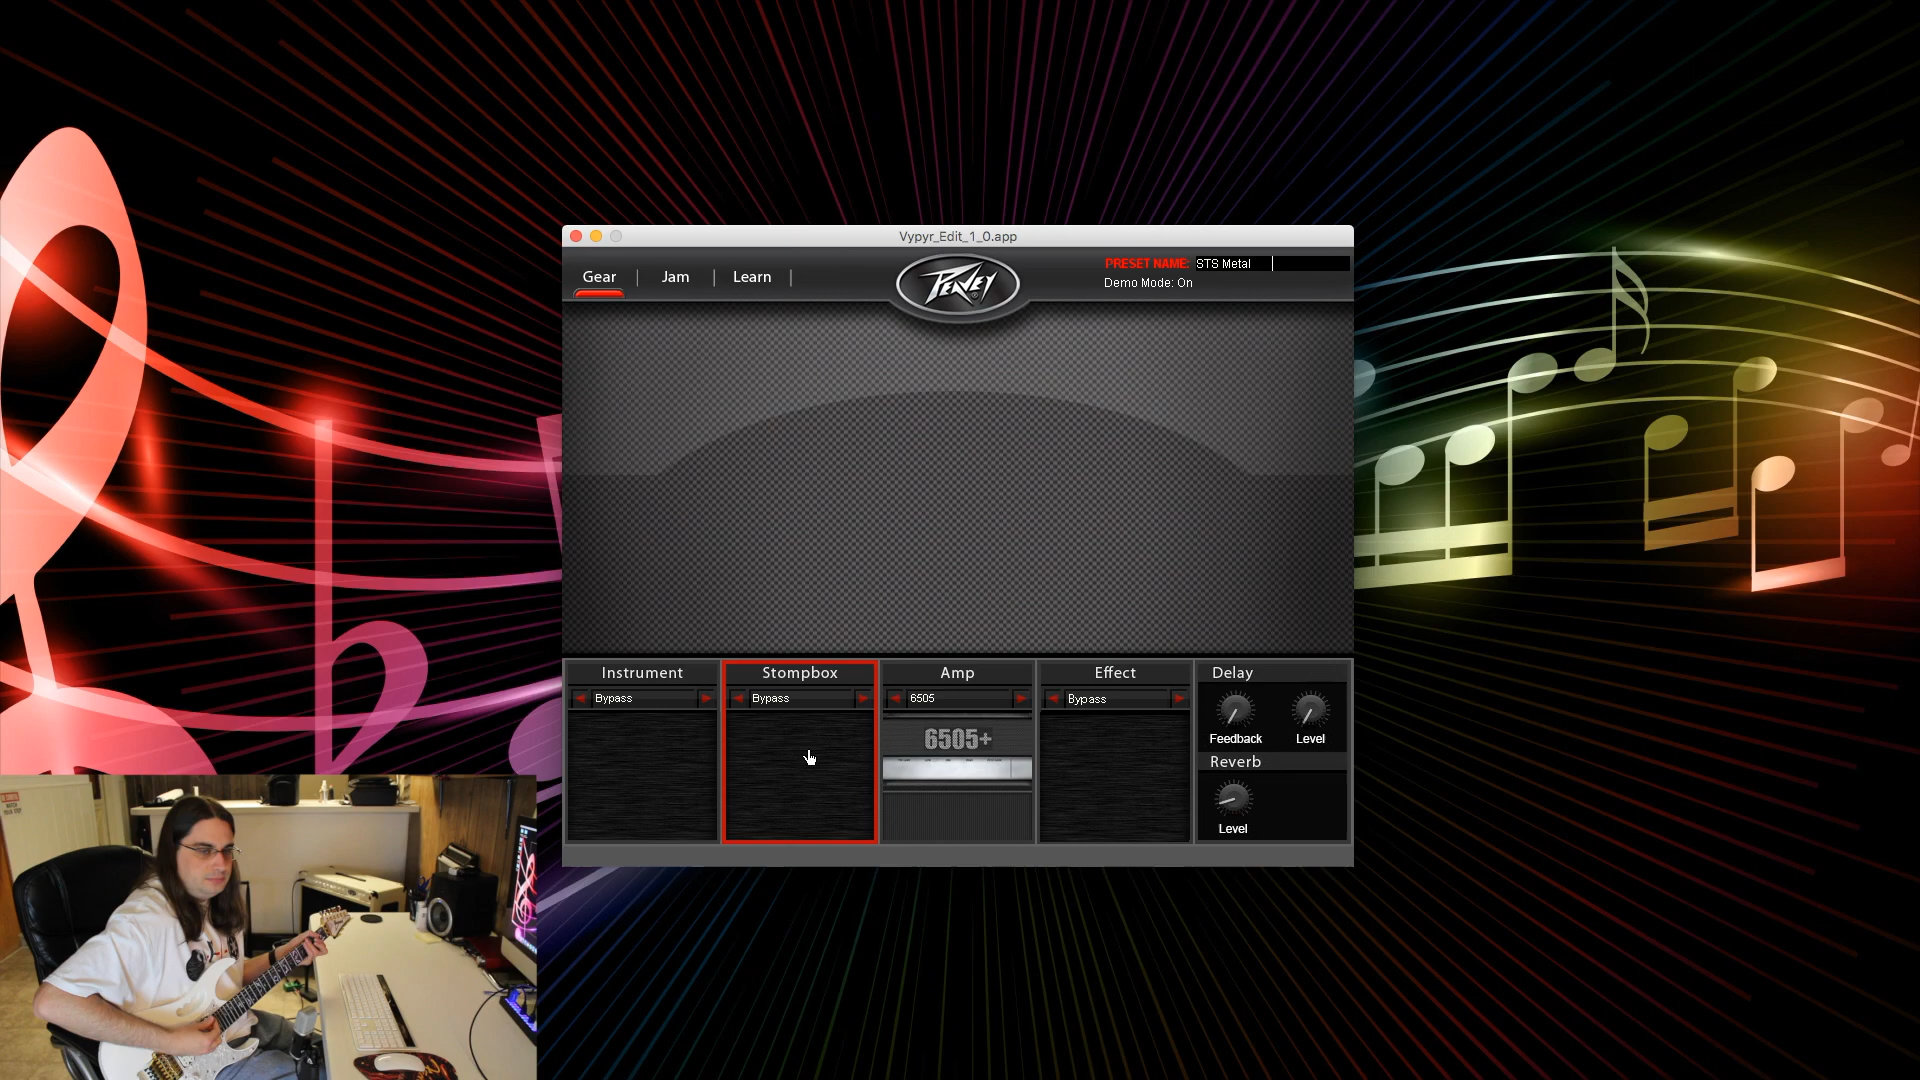 Vypyr_Edit_1_0.app
Gear | Jam | Learn |
PEAVEY
PRESET NAME: STS Metal
Demo Mode: On
Instrument
Bypass
Stompbox
Bypass
Amp
6505
6505+
Effect
Bypass
Delay
Feedback
Level
Reverb
Level